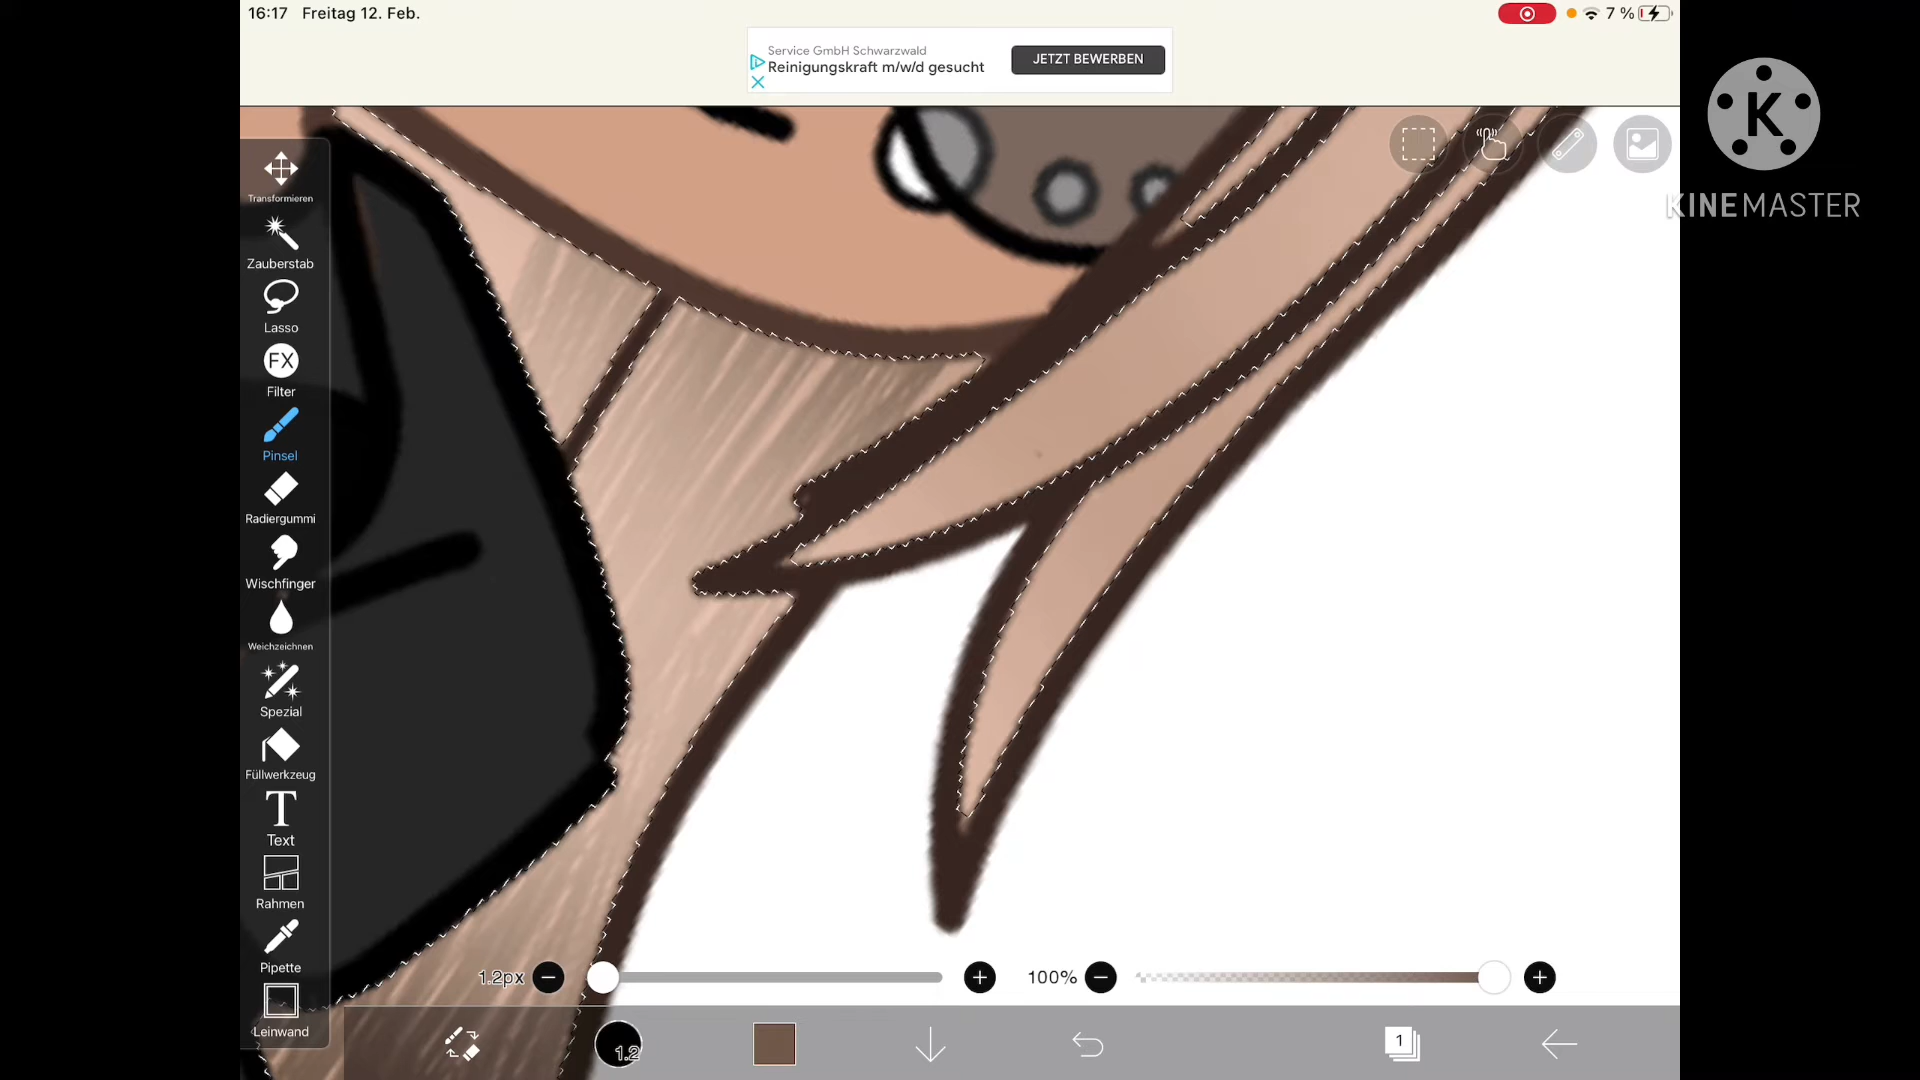 16:17 Freitag 12. Feb.
7 %
Service GmbH Schwarzwald
Reinigungskraft m/w/d gesucht
JETZT BEWERBEN
K
KINEMASTER
Transformieren
Zauberstab
Lasso
FX
Filter
Pinsel
Radiergummi
Wischfinger
Weichzeichnen
Spezial
Füllwerkzeug
T
Text
Rahmen
Pipette
Leinwand
1.2px
100%
1.2
1